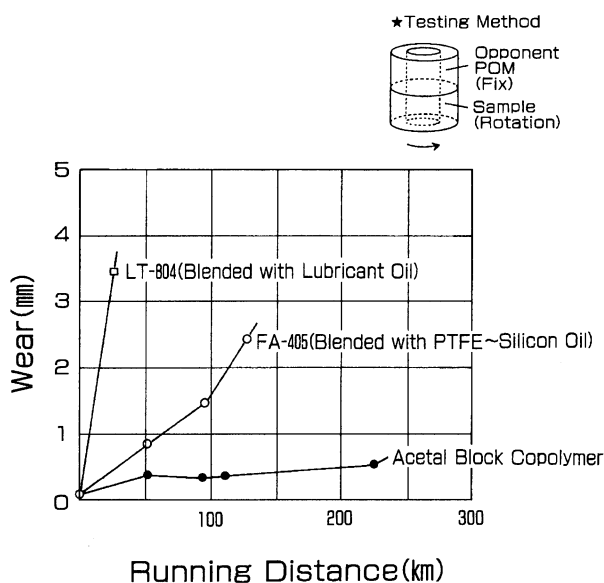 ★Testing Method
Opponent
POM
(Fix)
Sample
(Rotation)
5
4
3
2
1
0
Wear(mm)
LT-804(Blended with Lubricant Oil)
FA-405(Blended with PTFE~Silicon Oil)
Acetal Block Copolymer
100
200
300
Running Distance(km)